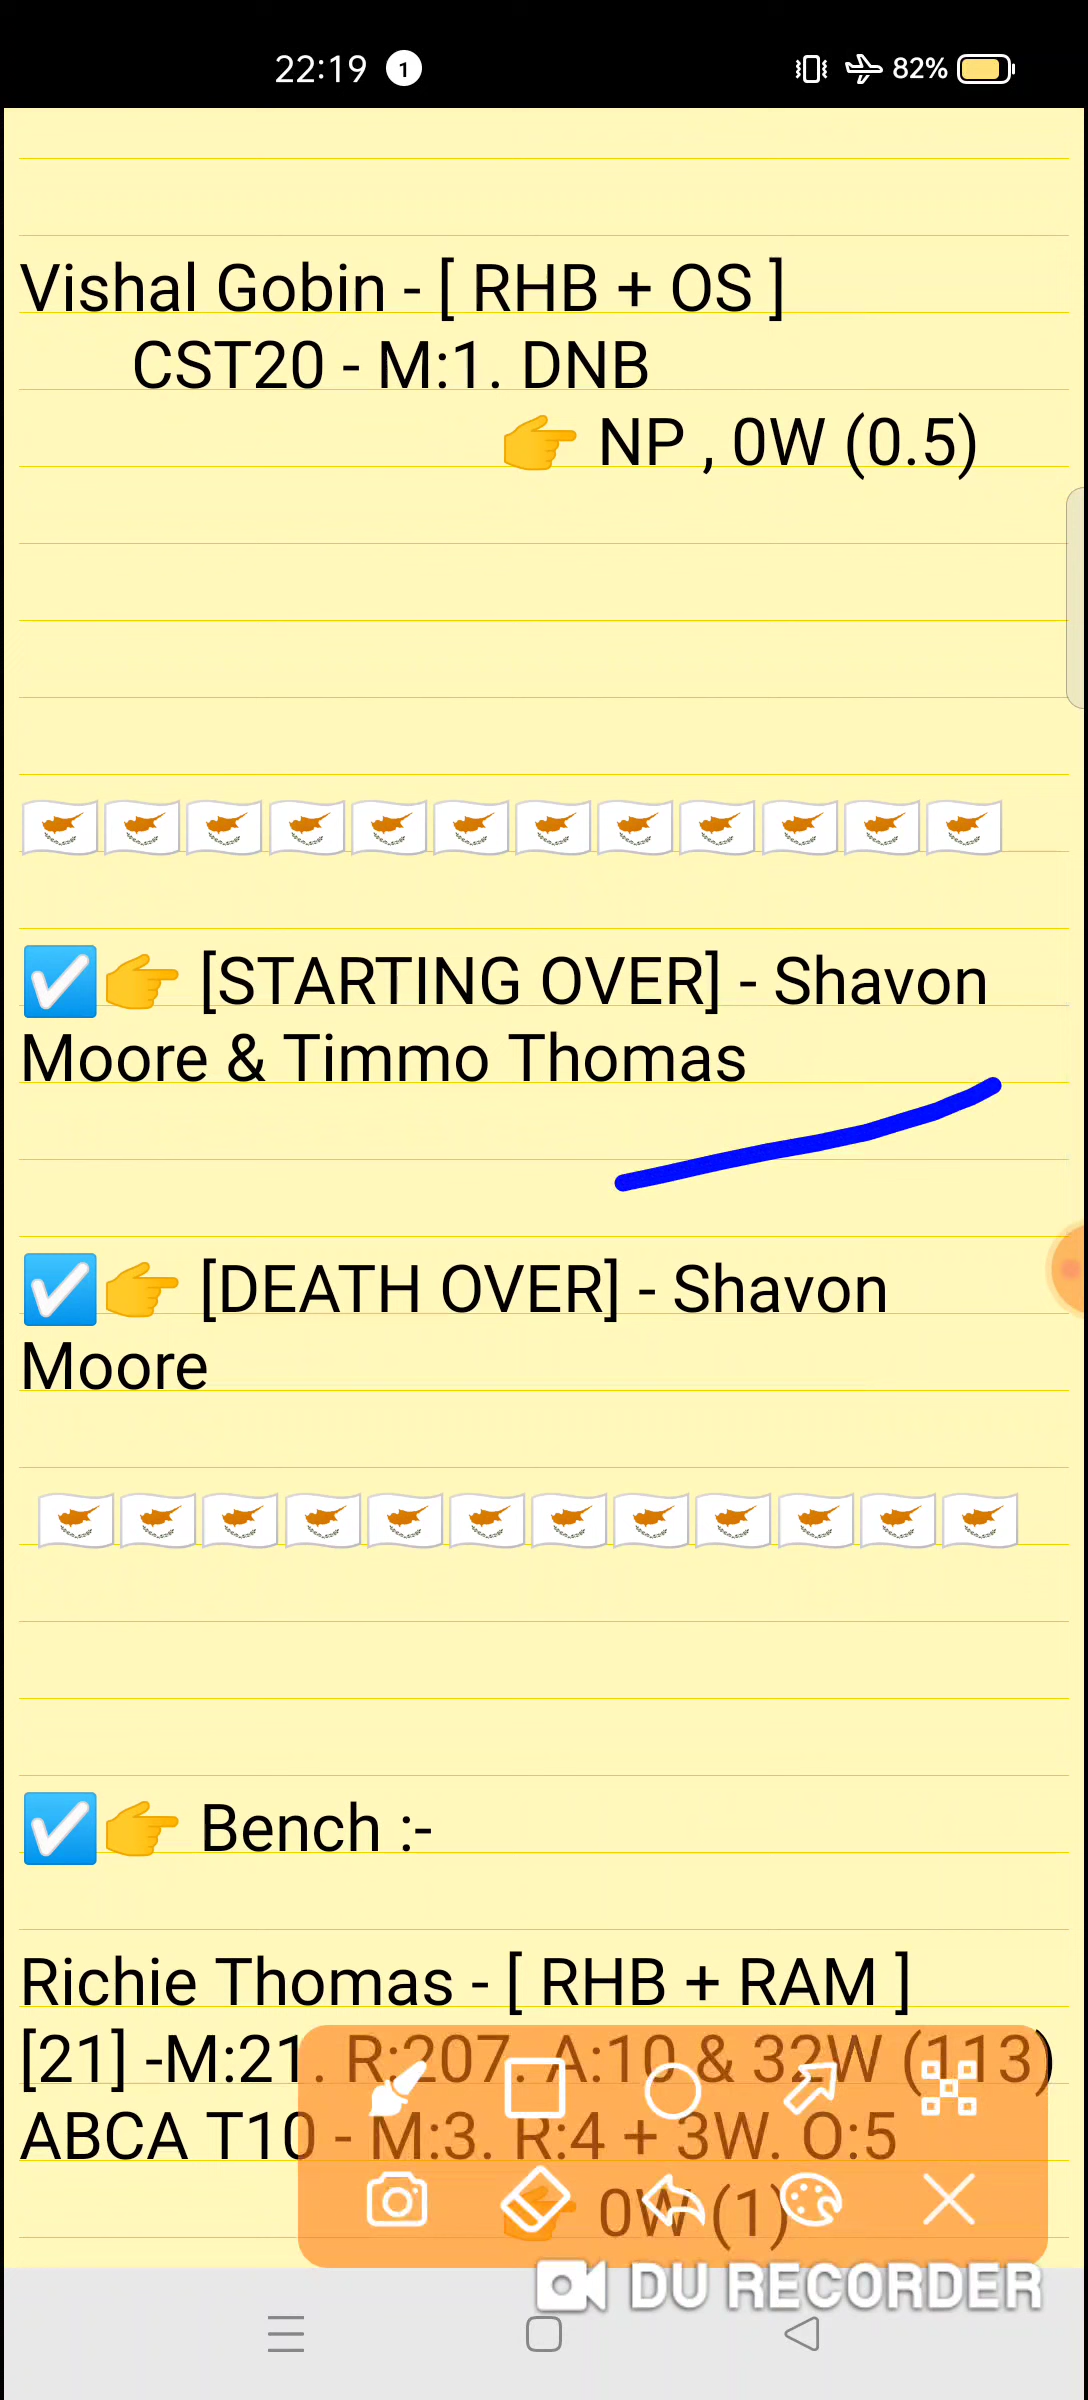 22:19 1 82%
Vishal Gobin - [ RHB + OS ]
CST20 - M:1. DNB
👉 NP , 0W (0.5)
🇨🇾🇨🇾🇨🇾🇨🇾🇨🇾🇨🇾🇨🇾🇨🇾🇨🇾🇨🇾🇨🇾🇨🇾
☑👉 [STARTING OVER] - Shavon
Moore & Timmo Thomas
☑👉 [DEATH OVER] - Shavon
Moore
🇨🇾🇨🇾🇨🇾🇨🇾🇨🇾🇨🇾🇨🇾🇨🇾🇨🇾🇨🇾🇨🇾🇨🇾
☑👉 Bench :-
Richie Thomas - [ RHB + RAM ]
[21] -M:21. R:207. A:10 & 32W (113)
ABCA T10 - M:3. R:4 + 3W. O:5
👉 0W (1)
DU RECORDER